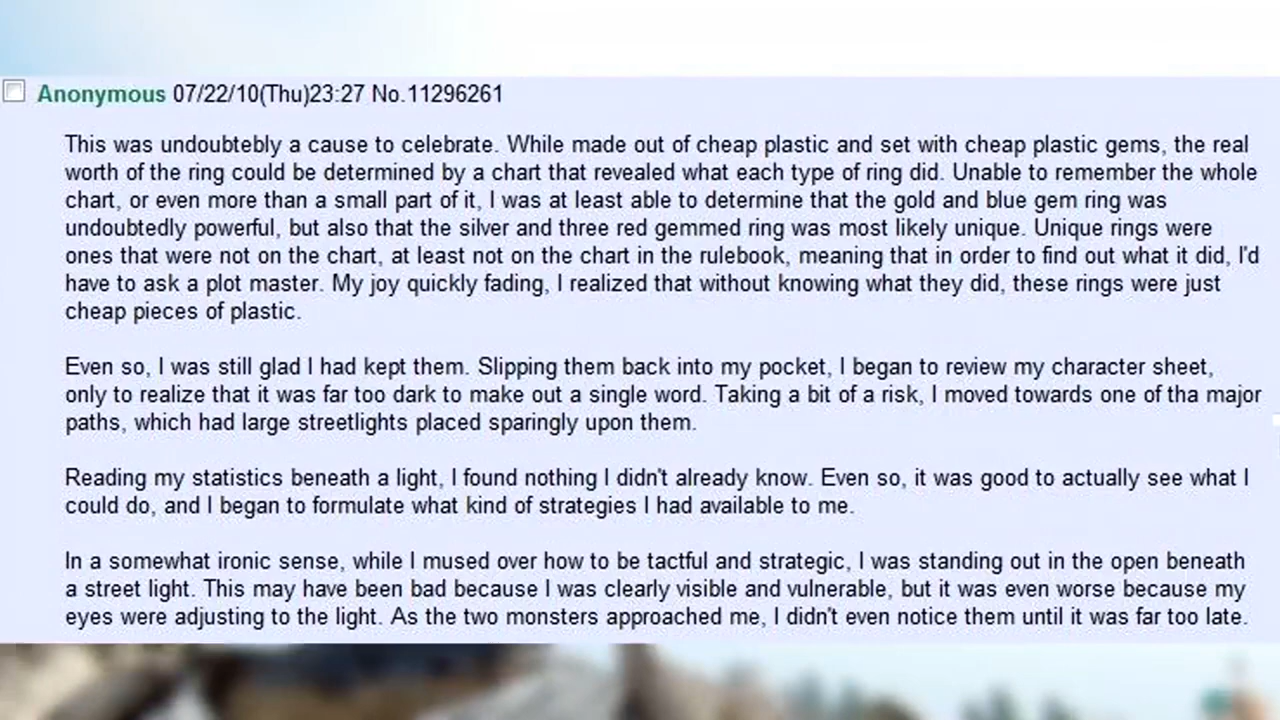 Anonymous 07/22/10(Thu)23:27 No.11296261
This was undoubtebly a cause to celebrate. While made out of cheap plastic and set with cheap plastic gems, the real
worth of the ring could be determined by a chart that revealed what each type of ring did. Unable to remember the whole
chart, or even more than a small part of it, I was at least able to determine that the gold and blue gem ring was
undoubtedly powerful, but also that the silver and three red gemmed ring was most likely unique. Unique rings were
ones that were not on the chart, at least not on the chart in the rulebook, meaning that in order to find out what it did, I'd
have to ask a plot master. My joy quickly fading, I realized that without knowing what they did, these rings were just
cheap pieces of plastic.
Even so, I was still glad I had kept them. Slipping them back into my pocket, I began to review my character sheet,
only to realize that it was far too dark to make out a single word. Taking a bit of a risk, I moved towards one of tha major
paths, which had large streetlights placed sparingly upon them.
Reading my statistics beneath a light, I found nothing I didn't already know. Even so, it was good to actually see what I
could do, and I began to formulate what kind of strategies I had available to me.
In a somewhat ironic sense, while I mused over how to be tactful and strategic, I was standing out in the open beneath
a street light. This may have been bad because I was clearly visible and vulnerable, but it was even worse because my
eyes were adjusting to the light. As the two monsters approached me, I didn't even notice them until it was far too late.